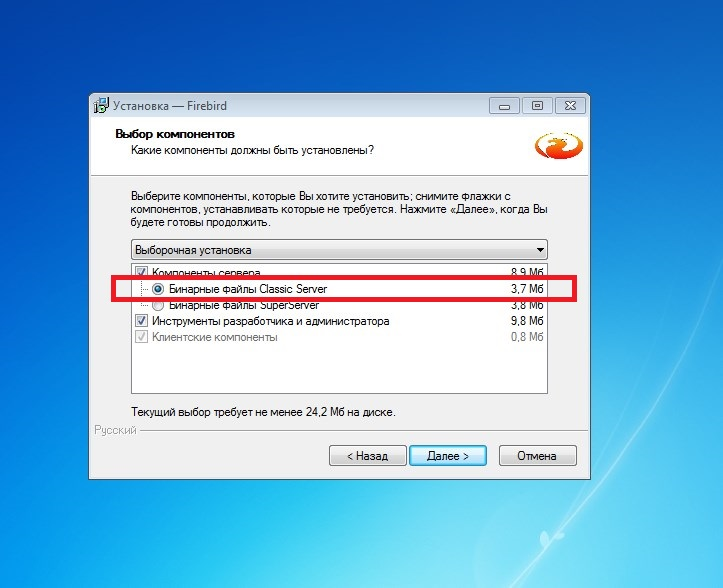 Установка — Firebird
Выбор компонентов
Какие компоненты должны быть установлены?
Выберите компоненты, которые Вы хотите установить; снимите флажки с
компонентов, устанавливать которые не требуется. Нажмите «Далее», когда Вы
будете готовы продолжить.
Выборочная установка
Компоненты сервера 8,9 Мб
Бинарные файлы Classic Server 3,7 Мб
Бинарные файлы SuperServer 3,8 Мб
Инструменты разработчика и администратора 9,8 Мб
Клиентские компоненты 0,8 Мб
Текущий выбор требует не менее 24,2 Мб на диске.
Русский
< Назад Далее > Отмена